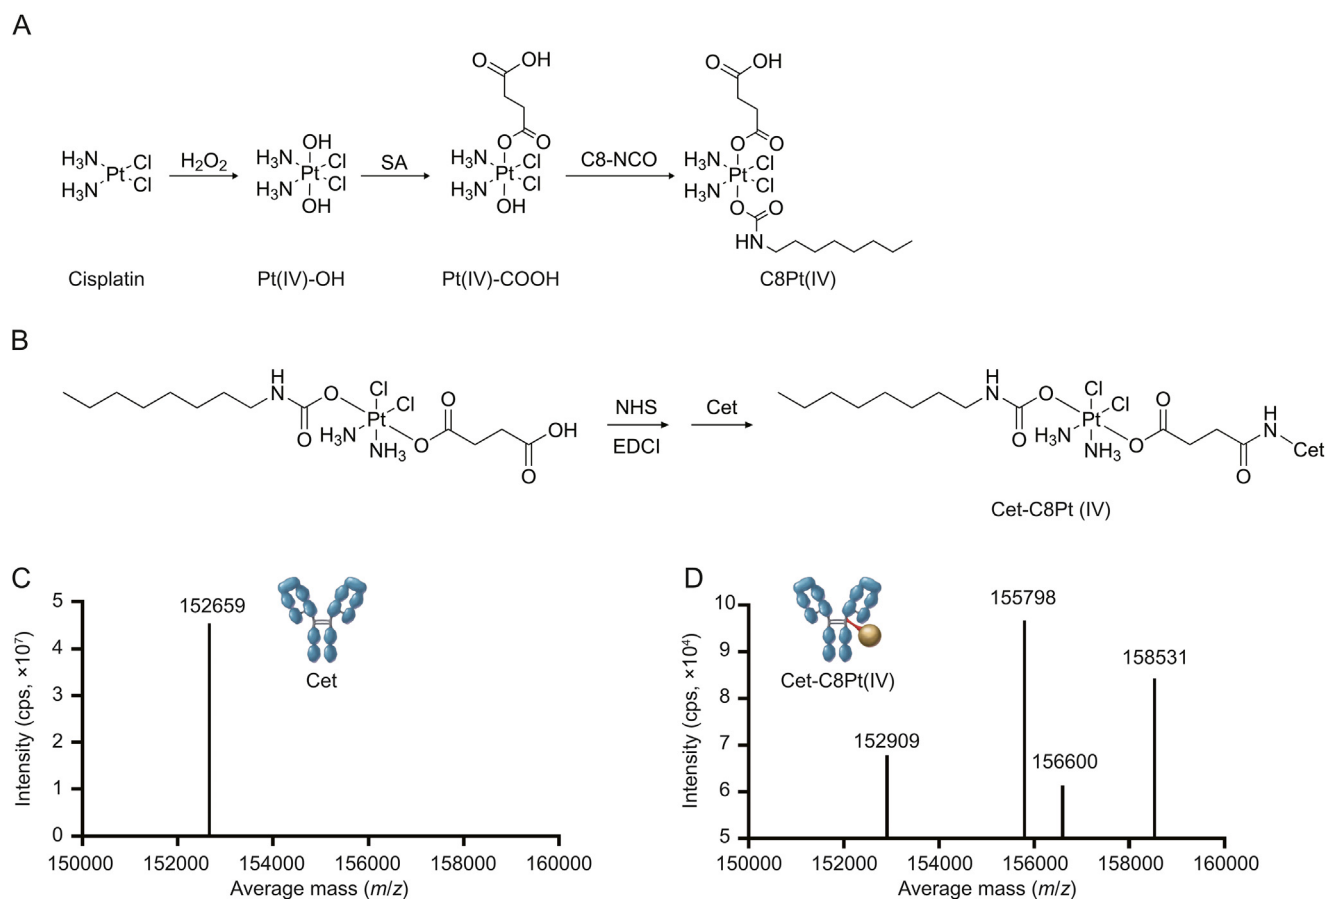 A
H₃N
H₃N
Pt
Cl
Cl
H₂O₂
OH
H₃N
H₃N
Pt
Cl
Cl
OH
SA
O
OH
O
O
H₃N
H₃N
Pt
Cl
Cl
OH
C8-NCO
O
OH
O
O
H₃N
H₃N
Pt
Cl
Cl
O
O
HN
Cisplatin
Pt(IV)-OH
Pt(IV)-COOH
C8Pt(IV)
B
H
N
O
O
Cl
Cl
Pt
H₃N
NH₃
O
O
OH
O
NHS
EDCl
Cet
H
N
O
O
Cl
Cl
Pt
H₃N
NH₃
O
O
O
H
N
Cet
Cet-C8Pt (IV)
C
Intensity (cps, ×10⁷)
5
4
3
2
1
0
152659
Cet
150000 152000 154000 156000 158000 160000
Average mass (m/z)
D
Intensity (cps, ×10⁴)
10
9
8
7
6
5
Cet-C8Pt(IV)
152909
155798
156600
158531
150000 152000 154000 156000 158000 160000
Average mass (m/z)